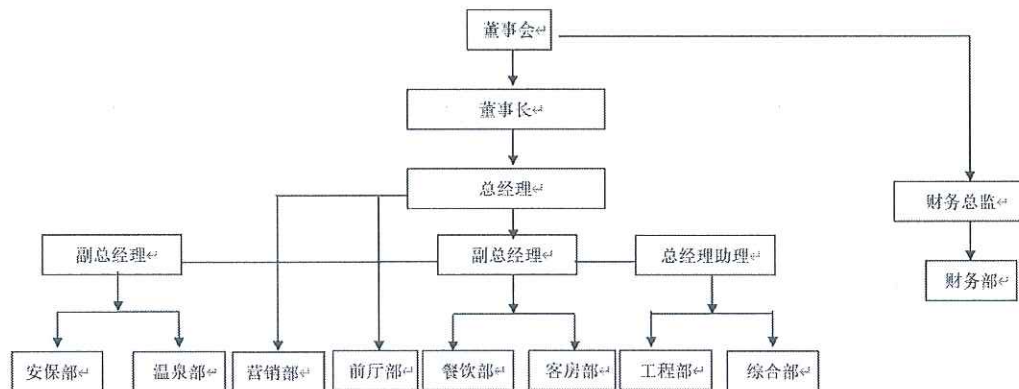 董事会
董事长
总经理
财务总监
副总经理
副总经理
总经理助理
财务部
安保部
温泉部
营销部
前厅部
餐饮部
客房部
工程部
综合部